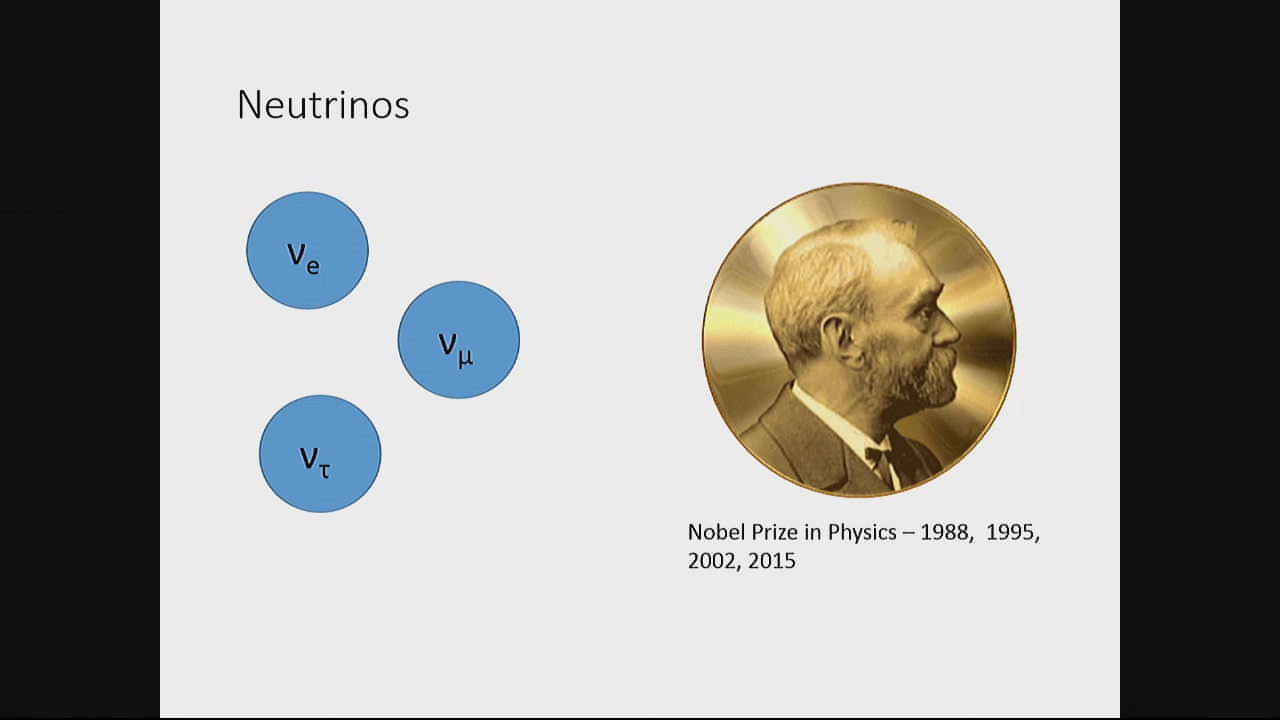 Neutrinos
νe
νμ
ντ
Nobel Prize in Physics – 1988,  1995,
2002, 2015